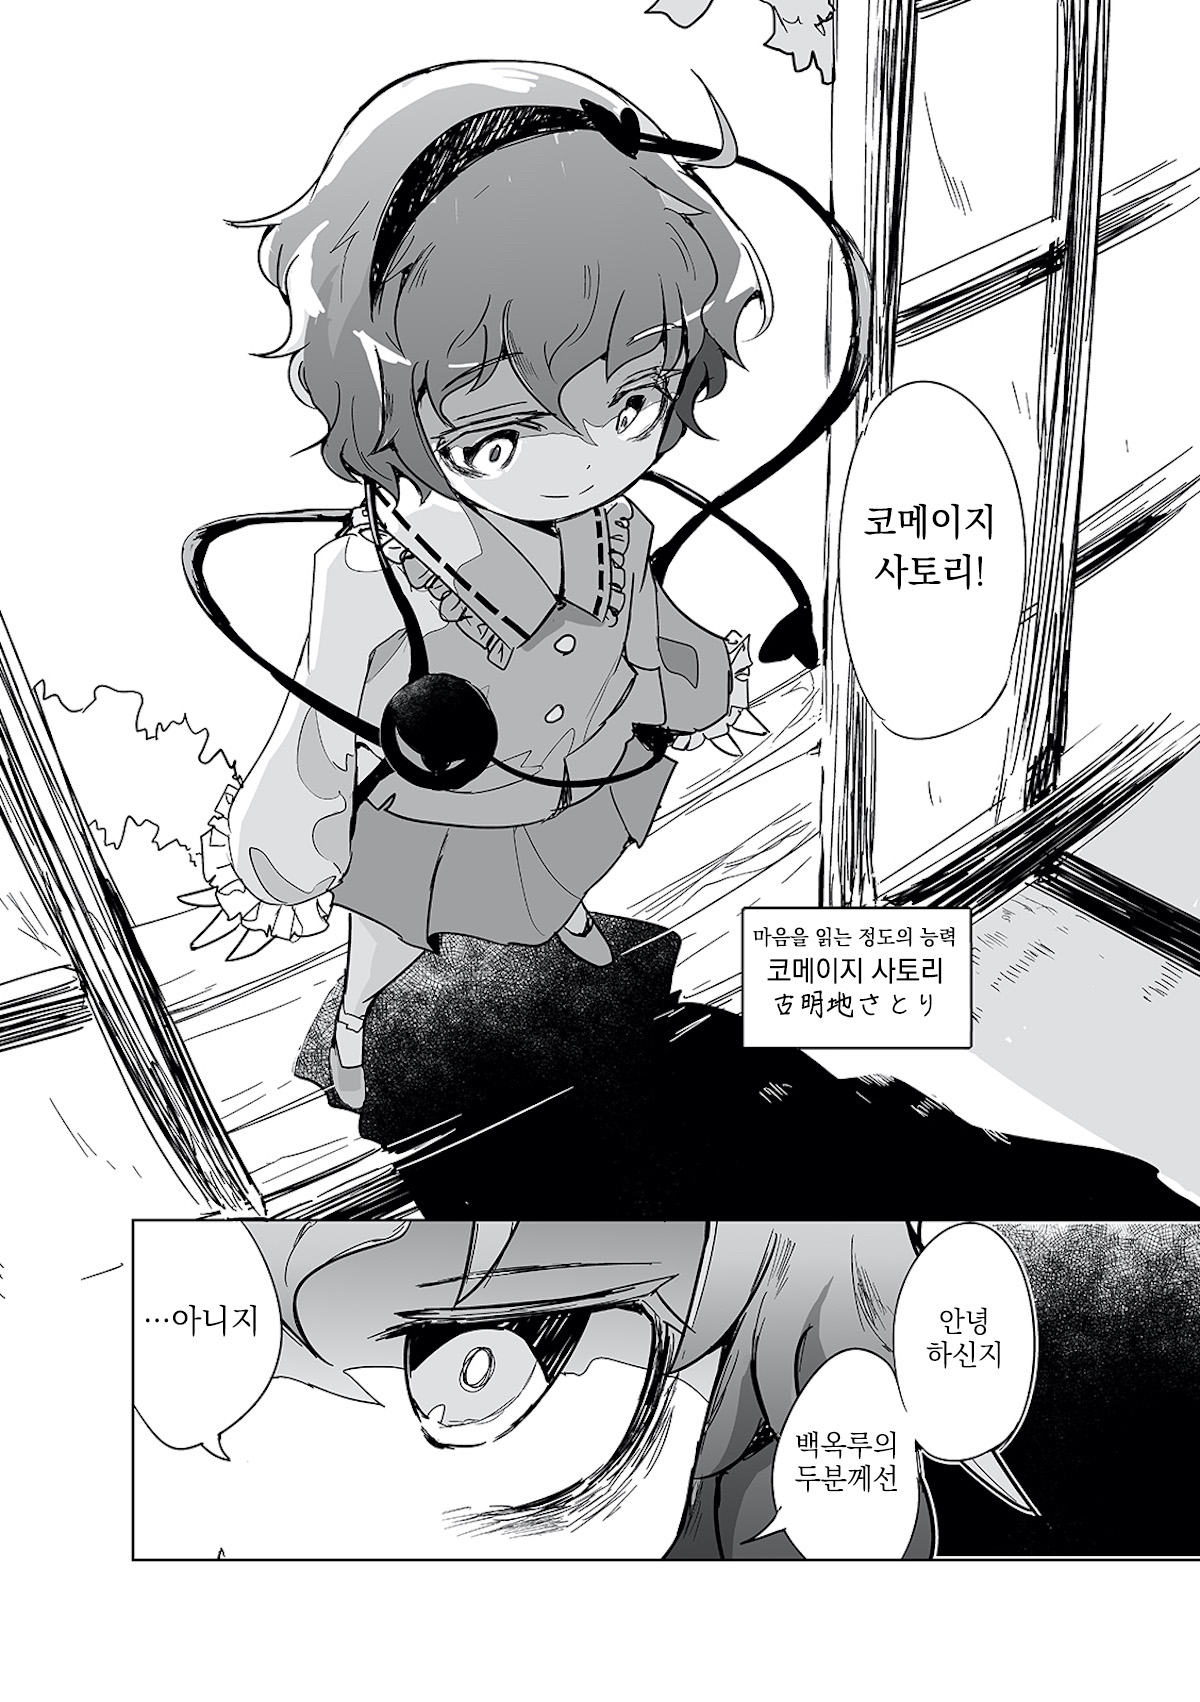 코메이지
사토리!
마음을 읽는 정도의 능력
코메이지 사토리
古明地さとり
안녕
하신지
백옥루의
두분께선
…아니지